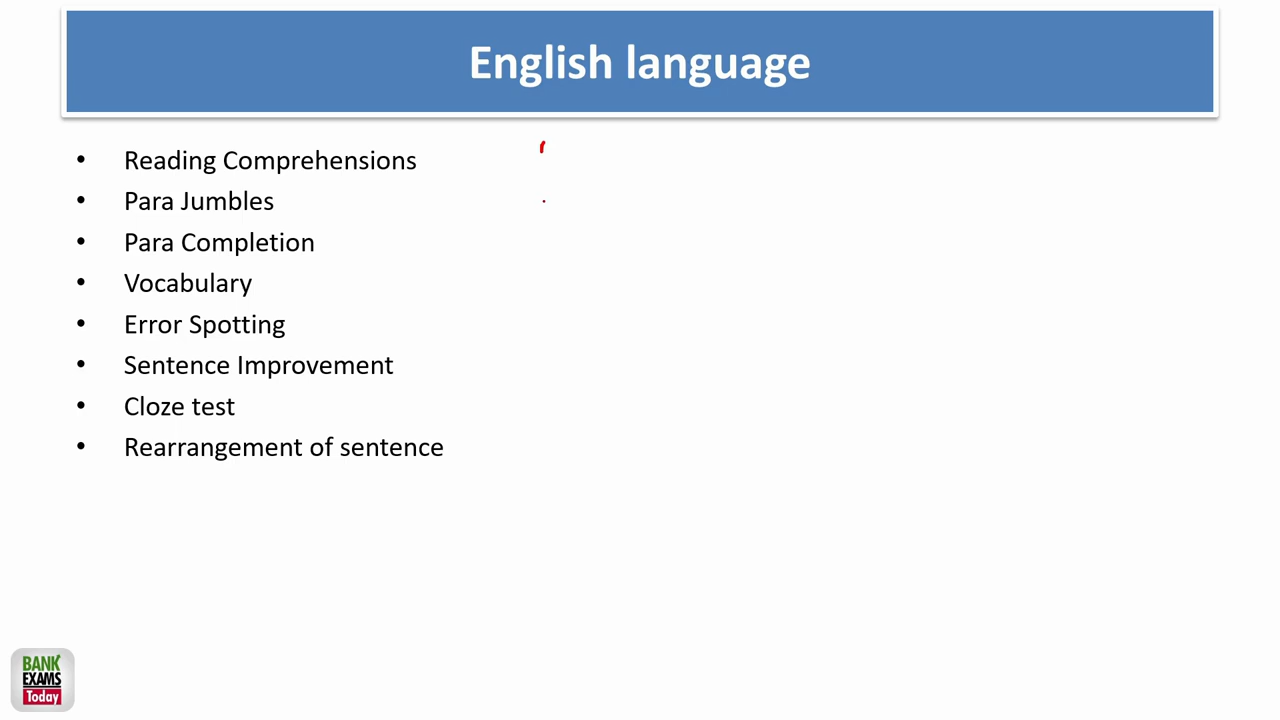 English language
• Reading Comprehensions
• Para Jumbles
• Para Completion
• Vocabulary
• Error Spotting
• Sentence Improvement
• Cloze test
• Rearrangement of sentence
BANK
EXAMS
Today